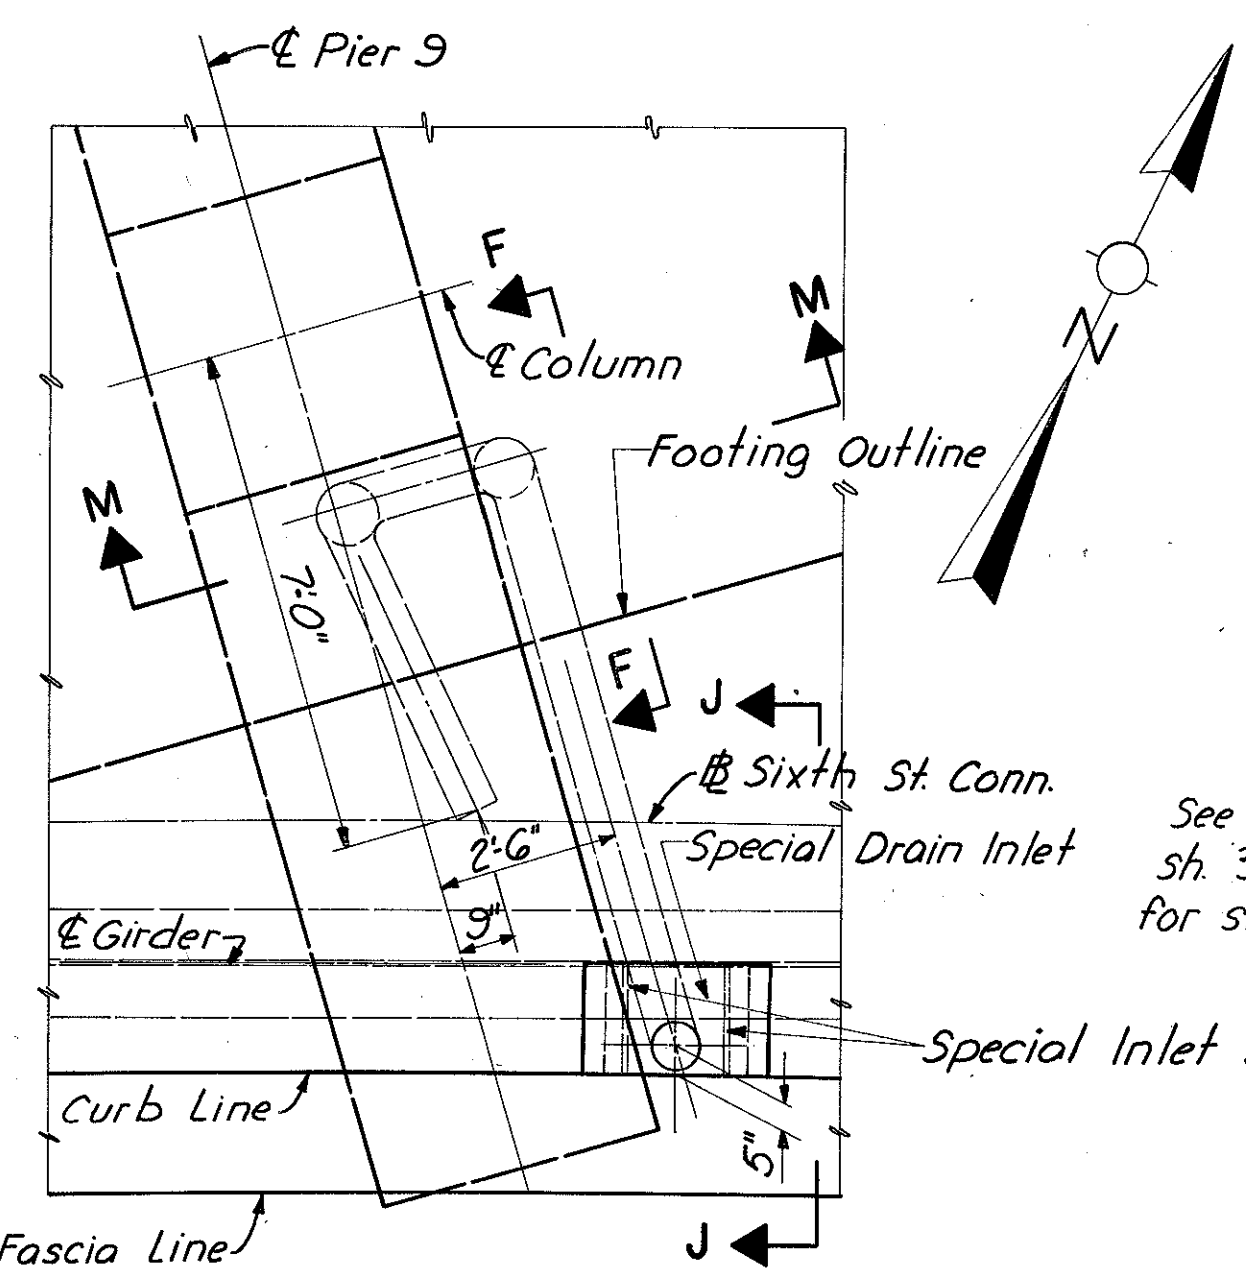 ℄ Pier 9
F
M
℄ Column
Footing Outline
N
M
7'-0"
F
J
℄ Sixth St. Conn.
See
sh. 3
for s
2'-6"
Special Drain Inlet
9"
℄ Girder
Special Inlet
Curb Line
5"
Fascia Line
J